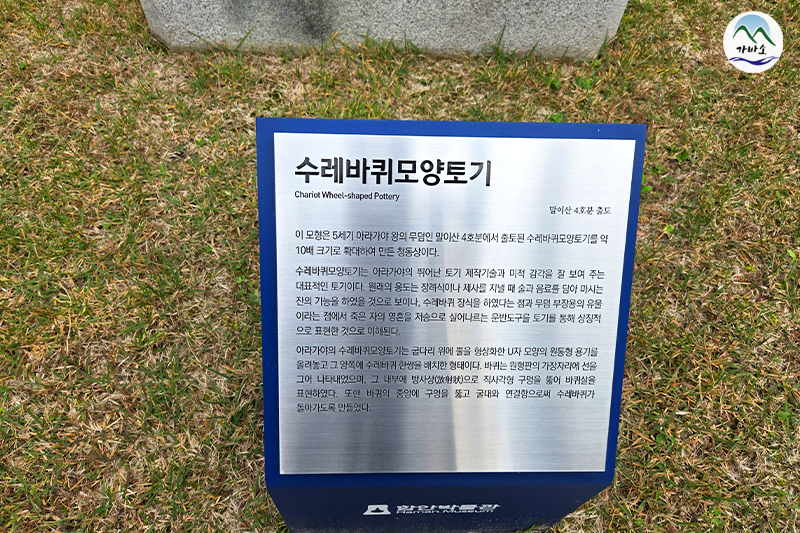 가바소
수레바퀴모양토기
Chariot Wheel-shaped Pottery
말이산 4호분 출토
이 모형은 5세기 아라가야 왕의 무덤인 말이산 4호분에서 출토된 수레바퀴모양토기를 약
10배 크기로 확대하여 만든 청동상이다.
수레바퀴모양토기는 아라가야의 뛰어난 토기 제작기술과 미적 감각을 잘 보여 주는
대표적인 토기이다. 원래의 용도는 장례식이나 제사를 지낼 때 술과 음료를 담아 마시는
잔의 기능을 하였을 것으로 보이나, 수레바퀴 장식을 하였다는 점과 무덤 부장용의 유물
이라는 점에서 죽은 자의 영혼을 저승으로 실어나르는 운반도구를 토기를 통해 상징적
으로 표현한 것으로 이해된다.
아라가야의 수레바퀴모양토기는 굽다리 위에 뿔을 형상화한 U자 모양의 원통형 용기를
올려놓고 그 양쪽에 수레바퀴 한쌍을 배치한 형태이다. 바퀴는 원형판의 가장자리에 선을
그어 나타내었으며, 그 내부에 방사상(放射狀)으로 직사각형 구멍을 뚫어 바퀴살을
표현하였다. 또한 바퀴의 중앙에 구멍을 뚫고 굴대와 연결함으로써 수레바퀴가
돌아가도록 만들었다.
함안박물관
Haman Museum